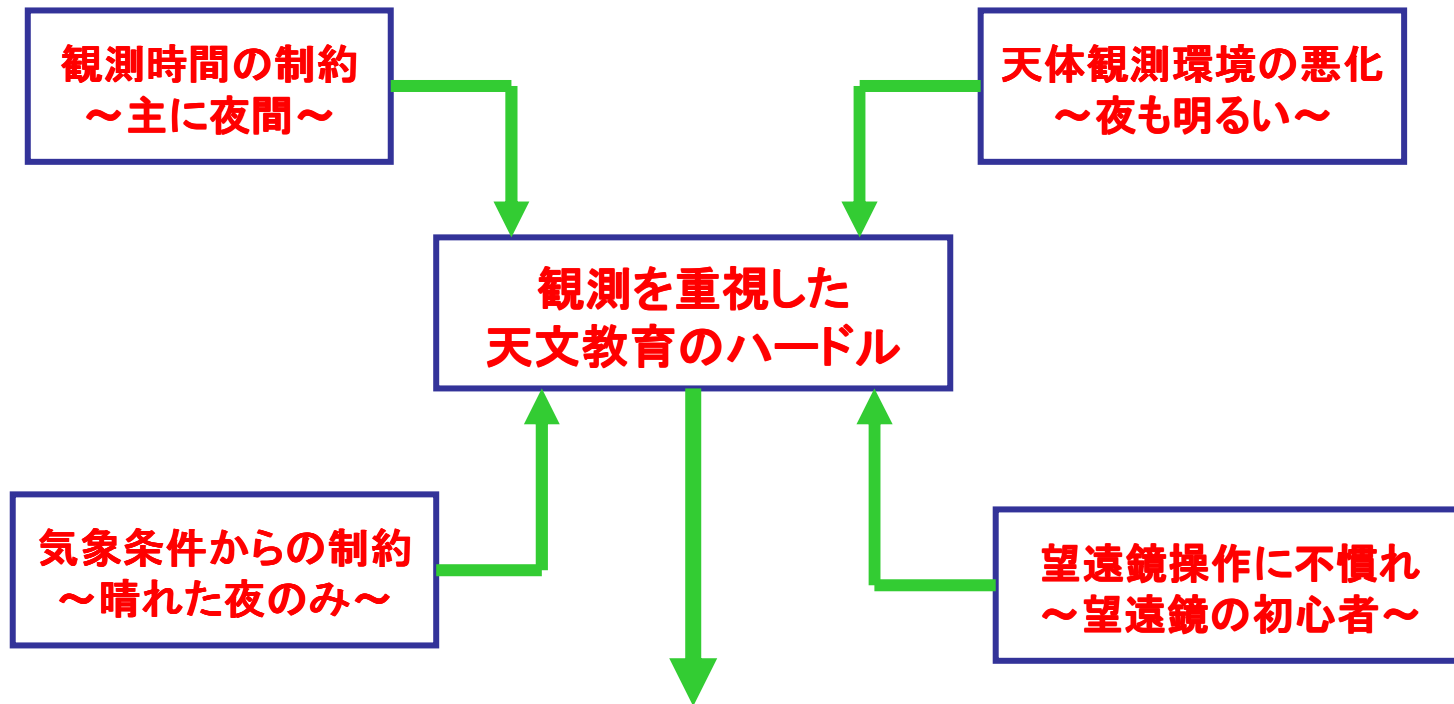 観測時間の制約
～主に夜間～
天体観測環境の悪化
～夜も明るい～
観測を重視した
天文教育のハードル
気象条件からの制約
～晴れた夜のみ～
望遠鏡操作に不慣れ
～望遠鏡の初心者～